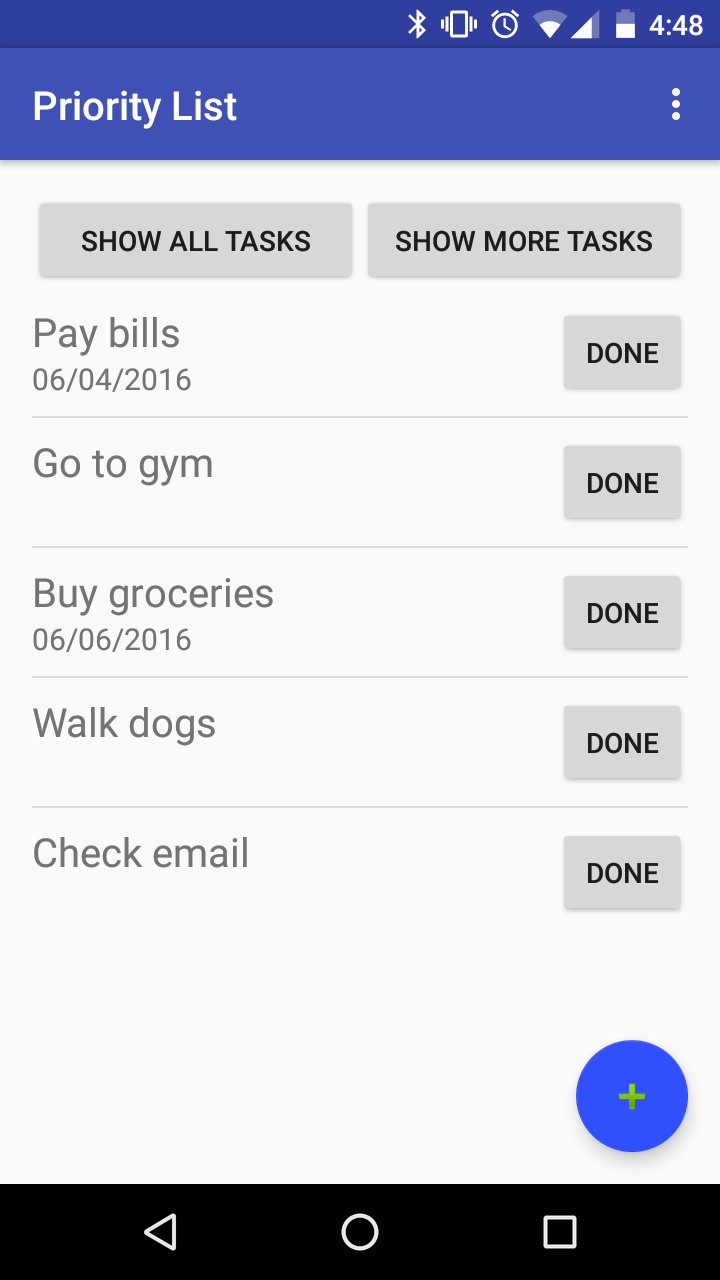 4:48
Priority List
SHOW ALL TASKS SHOW MORE TASKS
Pay bills
06/04/2016
DONE
Go to gym
DONE
Buy groceries
06/06/2016
DONE
Walk dogs
DONE
Check email
DONE
+